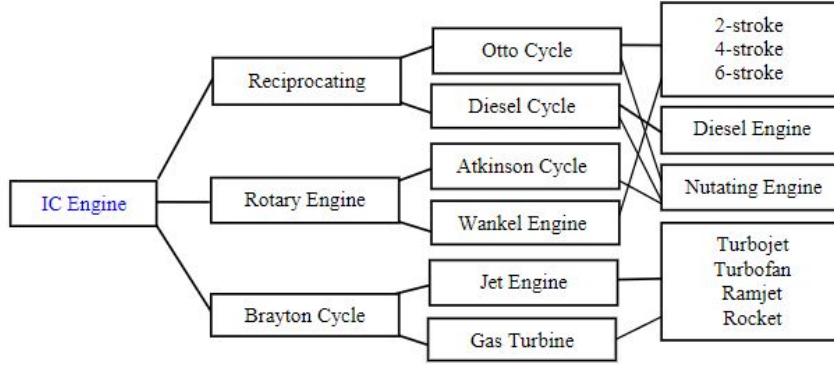 IC Engine
Reciprocating
Rotary Engine
Brayton Cycle
Otto Cycle
Diesel Cycle
Atkinson Cycle
Wankel Engine
Jet Engine
Gas Turbine
2-stroke
4-stroke
6-stroke
Diesel Engine
Nutating Engine
Turbojet
Turbofan
Ramjet
Rocket